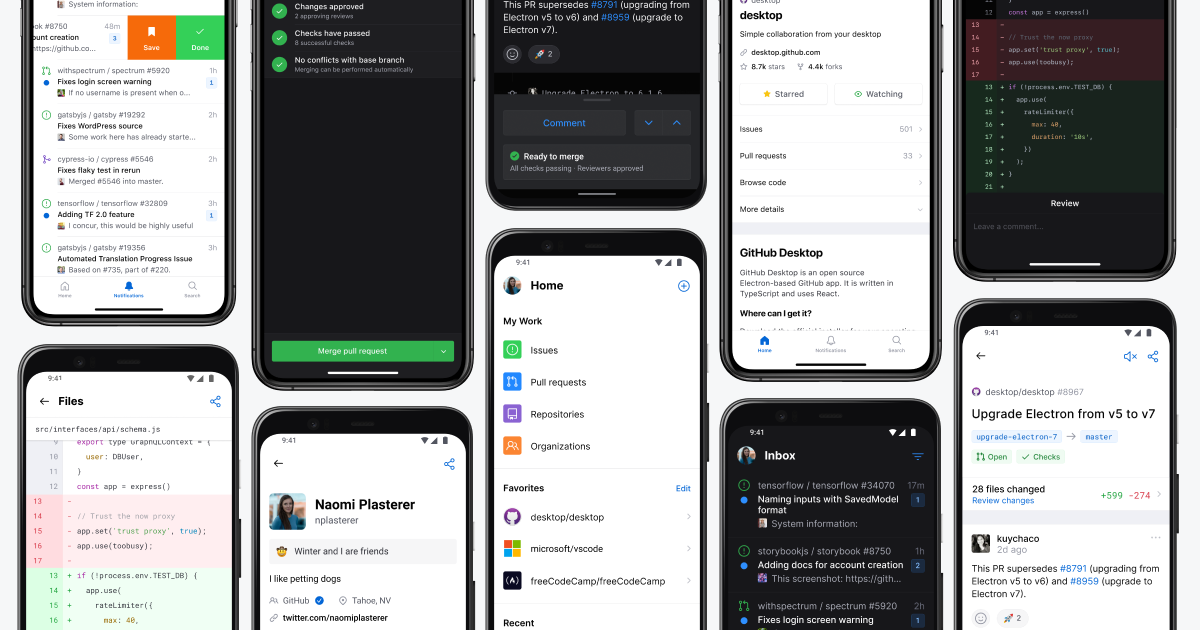 System information:
ook #8750
48m
ount creation
3
https://github.co...
Save
Done
withspectrum / spectrum #5920
1h
Fixes login screen warning
1
If no username is present when o...
gatsbyjs / gatsby #19292
2h
Fixes WordPress source
Some work here has already starte...
cypress-io / cypress #5546
2h
Fixes flaky test in rerun
Merged #5546 into master.
tensorflow / tensorflow #32809
3h
Adding TF 2.0 feature
1
I concur, this would be highly useful
gatsbyjs / gatsby #19356
3h
Automated Translation Progress Issue
Based on #735, part of #220.
Home
Notifications
Search
9:41
Files
src/interfaces/api/schema.js
9 export type GraphQLContext = {
10 user: DBUser,
11 }
12 const app = express()
13 -
14 - // Trust the now proxy
15 - app.set('trust proxy', true);
16 - app.use(toobusy);
17 -
13 + if (!process.env.TEST_DB) {
14 + app.use(
15 + rateLimiter({
16 + max: 40,
Changes approved
2 approving reviews
Checks have passed
8 successful checks
No conflicts with base branch
Merging can be performed automatically
Merge pull request
9:41
Naomi Plasterer
nplasterer
Winter and I are friends
I like petting dogs
GitHub
Tahoe, NV
twitter.com/naomiplasterer
This PR supersedes #8791 (upgrading from
Electron v5 to v6) and #8959 (upgrade to
Electron v7).
2
Upgrade Electron to 6.1.6
Comment
Ready to merge
All checks passing · Reviewers approved
9:41
Home
My Work
Issues
Pull requests
Repositories
Organizations
Favorites
Edit
desktop/desktop
microsoft/vscode
freeCodeCamp/freeCodeCamp
Recent
desktop
desktop
Simple collaboration from your desktop
desktop.github.com
8.7k stars
4.4k forks
Starred
Watching
Issues
501
Pull requests
33
Browse code
More details
GitHub Desktop
GitHub Desktop is an open source
Electron-based GitHub app. It is written in
TypeScript and uses React.
Where can I get it?
Download the official installer for your operating
Home
Notifications
Search
9:41
Inbox
tensorflow / tensorflow #34070
17m
Naming inputs with SavedModel
format
1
System information:
storybookjs / storybook #8750
1h
Adding docs for account creation
2
This screenshot: https://gith...
withspectrum / spectrum #5920
2h
Fixes login screen warning
1
12 const app = express()
13 -
14 - // Trust the now proxy
15 - app.set('trust proxy', true);
16 - app.use(toobusy);
17 -
13 + if (!process.env.TEST_DB) {
14 + app.use(
15 + rateLimiter({
16 + max: 40,
17 + duration: '10s',
18 + })
19 + );
20 + }
21 +
Review
Leave a comment...
9:41
desktop/desktop #8967
Upgrade Electron from v5 to v7
upgrade-electron-7
master
Open
Checks
28 files changed
+599 -274
Review changes
kuychaco
2d ago
This PR supersedes #8791 (upgrading from
Electron v5 to v6) and #8959 (upgrade to
Electron v7).
2